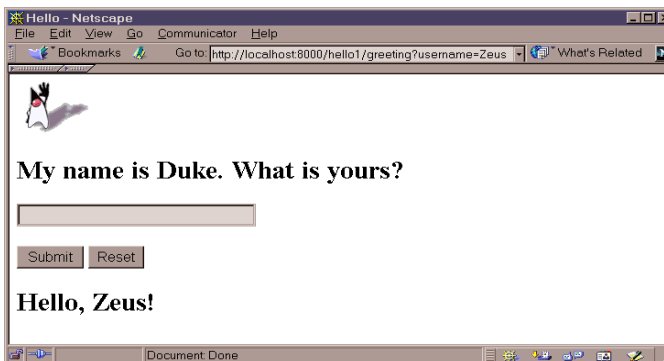 Hello - Netscape
File Edit View Go Communicator Help
Bookmarks Go to: http://localhost:8000/hello1/greeting?username=Zeus What's Related
My name is Duke. What is yours?
Submit Reset
Hello, Zeus!
Document: Done